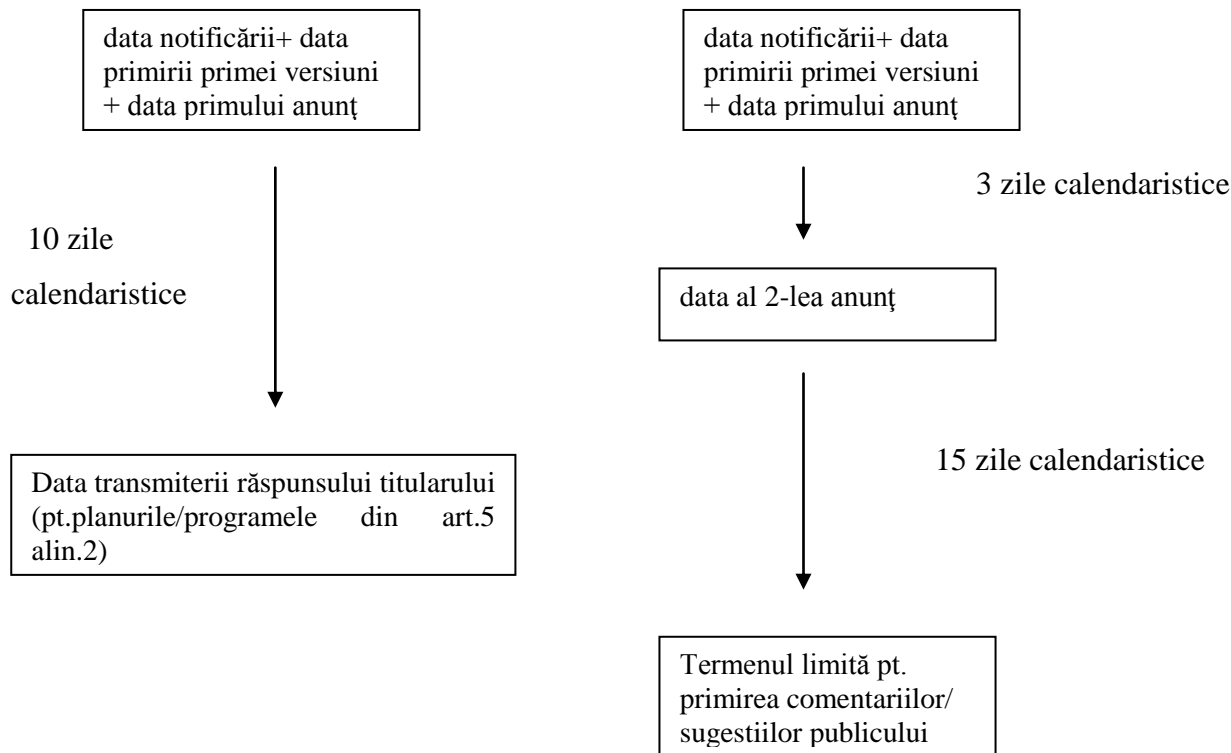 data notificării+ data
primirii primei versiuni
+ data primului anunţ
10 zile
calendaristice
Data transmiterii răspunsului titularului
(pt.planurile/programele din art.5
alin.2)
data notificării+ data
primirii primei versiuni
+ data primului anunţ
3 zile calendaristice
data al 2-lea anunţ
15 zile calendaristice
Termenul limită pt.
primirea comentariilor/
sugestiilor publicului